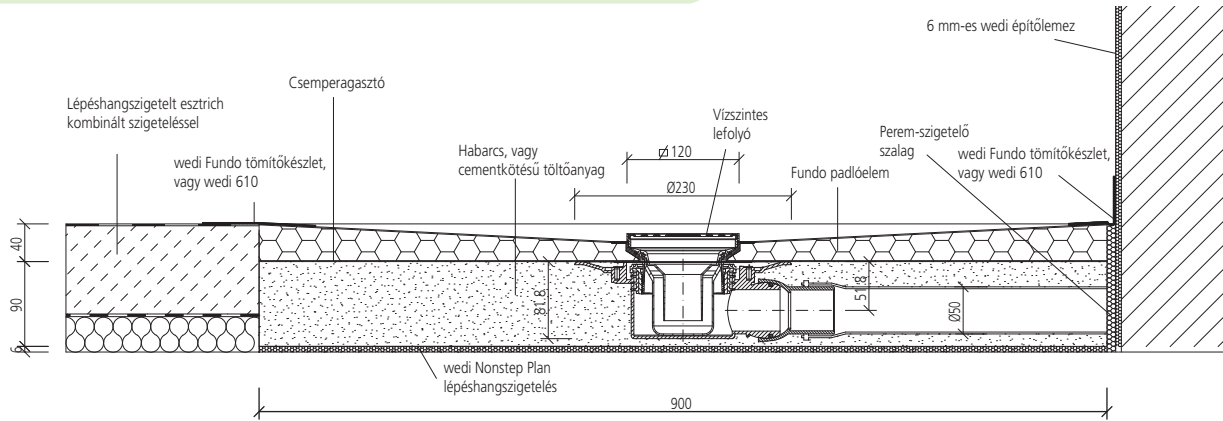 6 mm-es wedi építőlemez
Csemperagasztó
Lépéshangszigetelt esztrich
kombinált szigeteléssel
Vízszintes
lefolyó
Perem-szigetelő
szalag
wedi Fundo tömítőkészlet,
vagy wedi 610
Habarcs, vagy
cementkötésű töltőanyag
120
Fundo padlóelem
wedi Fundo tömítőkészlet,
vagy wedi 610
Ø230
40
90
6
81.8
51.8
Ø50
wedi Nonstep Plan
lépéshangszigetelés
900